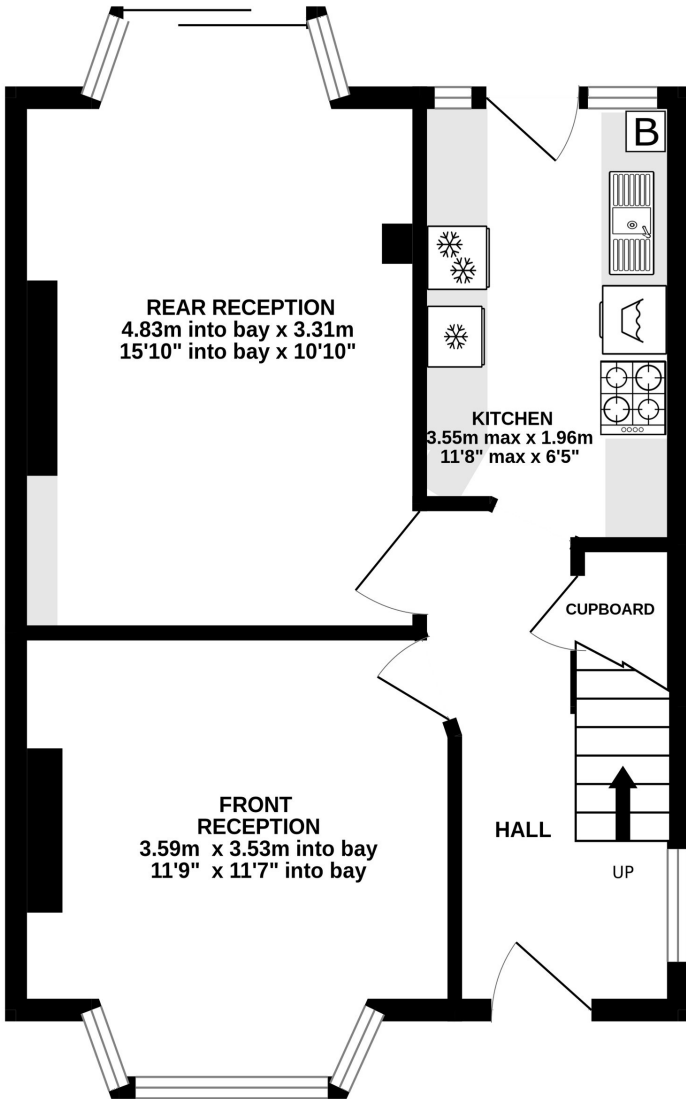 B
REAR RECEPTION
4.83m into bay x 3.31m
15'10" into bay x 10'10"
KITCHEN
3.55m max x 1.96m
11'8" max x 6'5"
CUPBOARD
FRONT
RECEPTION
3.59m x 3.53m into bay
11'9" x 11'7" into bay
HALL
UP